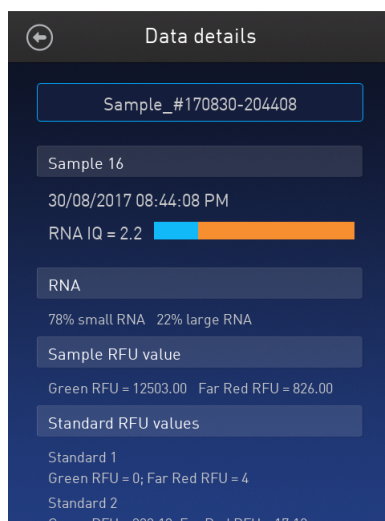 Data details
Sample_#170830-204408
Sample 16
30/08/2017 08:44:08 PM
RNA IQ = 2.2
RNA
78% small RNA 22% large RNA
Sample RFU value
Green RFU = 12503.00 Far Red RFU = 826.00
Standard RFU values
Standard 1
Green RFU = 0; Far Red RFU = 4
Standard 2